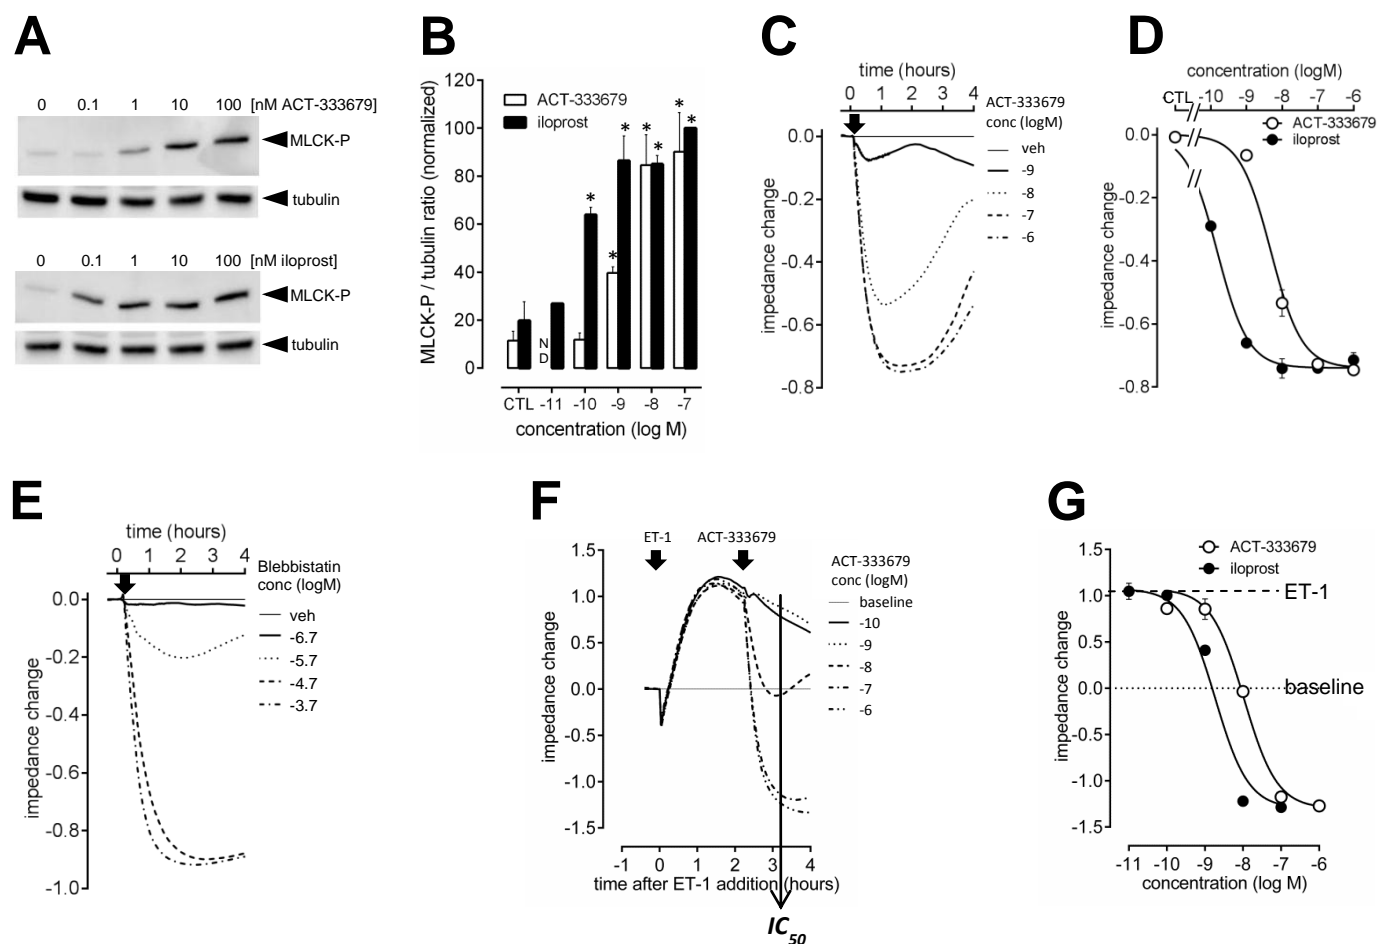 A
0 0.1 1 10 100 [nM ACT-333679]
MLCK-P
tubulin
0 0.1 1 10 100 [nM iloprost]
MLCK-P
tubulin
B
MLCK-P / tubulin ratio (normalized)
120
100
80
60
40
20
0
ACT-333679
iloprost
* * * * * * *
N
D
CTL -11 -10 -9 -8 -7
concentration (log M)
C
time (hours)
0 1 2 3 4
impedance change
0.0
-0.2
-0.4
-0.6
-0.8
ACT-333679
conc (logM)
veh
-9
-8
-7
-6
D
concentration (logM)
CTL -10 -9 -8 -7 -6
ACT-333679
iloprost
impedance change
0.0
-0.2
-0.4
-0.6
-0.8
E
time (hours)
0 1 2 3 4
impedance change
0.0
-0.2
-0.4
-0.6
-0.8
-1.0
Blebbistatin
conc (logM)
veh
-6.7
-5.7
-4.7
-3.7
F
ET-1 ACT-333679
impedance change
1.5
1.0
0.5
0.0
-0.5
-1.0
-1.5
ACT-333679
conc (logM)
baseline
-10
-9
-8
-7
-6
-1 0 1 2 3 4
time after ET-1 addition (hours)
IC50
G
impedance change
1.5
1.0
0.5
0.0
-0.5
-1.0
-1.5
ACT-333679
iloprost
ET-1
baseline
-11 -10 -9 -8 -7 -6
concentration (log M)